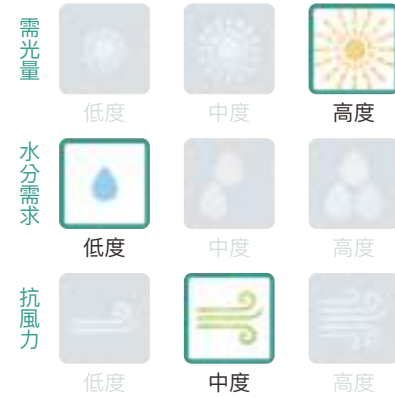 需光量
低度 中度 高度
水分需求
低度 中度 高度
抗風力
低度 中度 高度